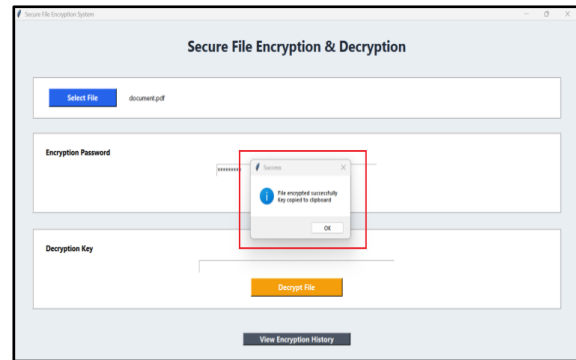 Secure File Encryption System
Secure File Encryption & Decryption
Select File
document.pdf
Encryption Password
Success
File encrypted successfully
Key copied to clipboard
OK
Decryption Key
Decrypt File
View Encryption History